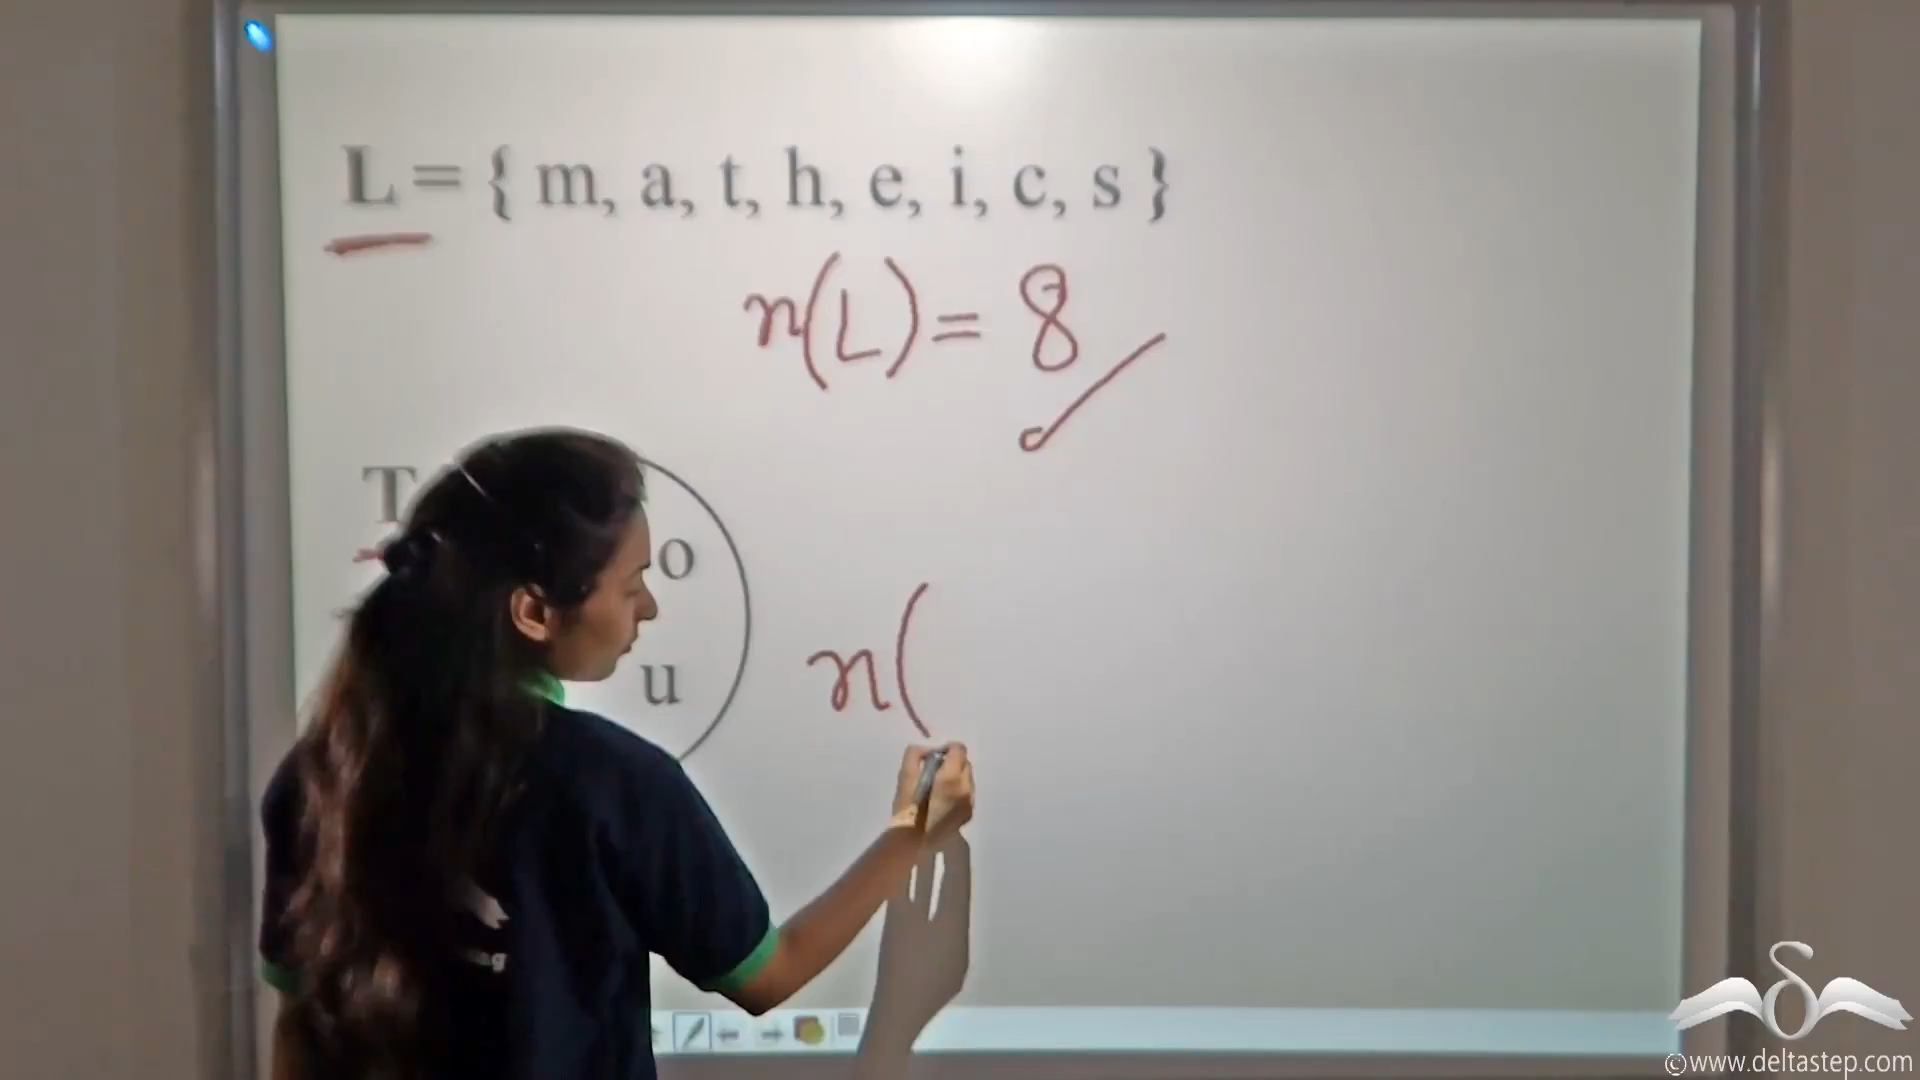 L = { m, a, t, h, e, i, c, s }
n(L) = 8
T
o
u
n(
©www.deltastep.com